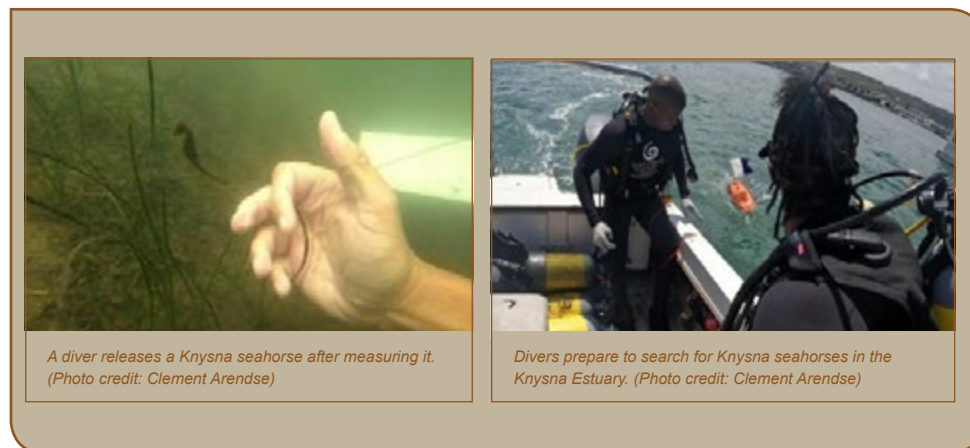 A diver releases a Knysna seahorse after measuring it.
(Photo credit: Clement Arendse)
Divers prepare to search for Knysna seahorses in the
Knysna Estuary. (Photo credit: Clement Arendse)